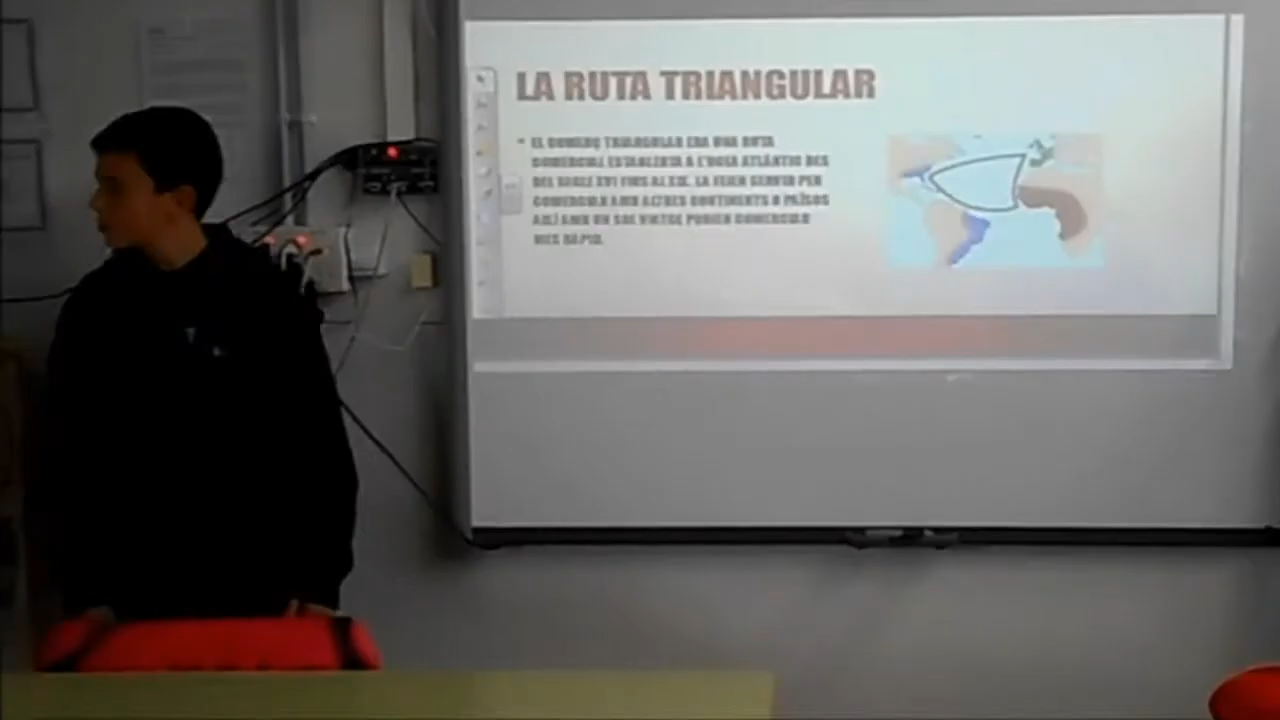 LA RUTA TRIANGULAR
• EL COMERÇ TRIANGULAR ERA UNA RUTA
COMERCIAL ESTABLERTA A L'OCEÀ ATLÀNTIC DES
DEL SEGLE XVI FINS AL XIX. LA FEIEN SERVIR PER
COMERCIAR AMB ALTRES CONTINENTS O PAÏSOS
AIXÍ AMB UN SOL VIATGE PODIEN COMERCIAR
MÉS RÀPID.